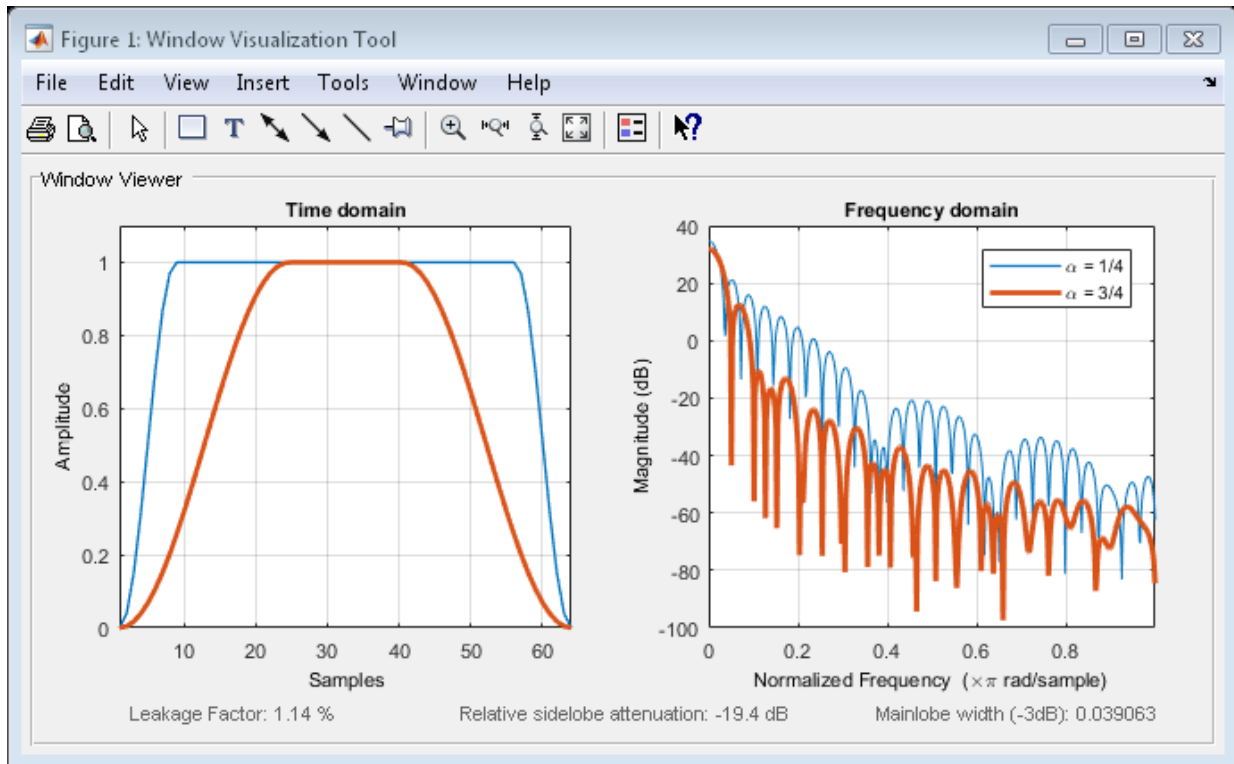 Figure 1: Window Visualization Tool
File Edit View Insert Tools Window Help
T
?
Window Viewer
Time domain
1
0.8
0.6
0.4
0.2
0
Amplitude
10 20 30 40 50 60
Samples
Frequency domain
α = 1/4
α = 3/4
40
20
0
-20
-40
-60
-80
-100
Magnitude (dB)
0 0.2 0.4 0.6 0.8
Normalized Frequency (×π rad/sample)
Leakage Factor: 1.14 % Relative sidelobe attenuation: -19.4 dB Mainlobe width (-3dB): 0.039063